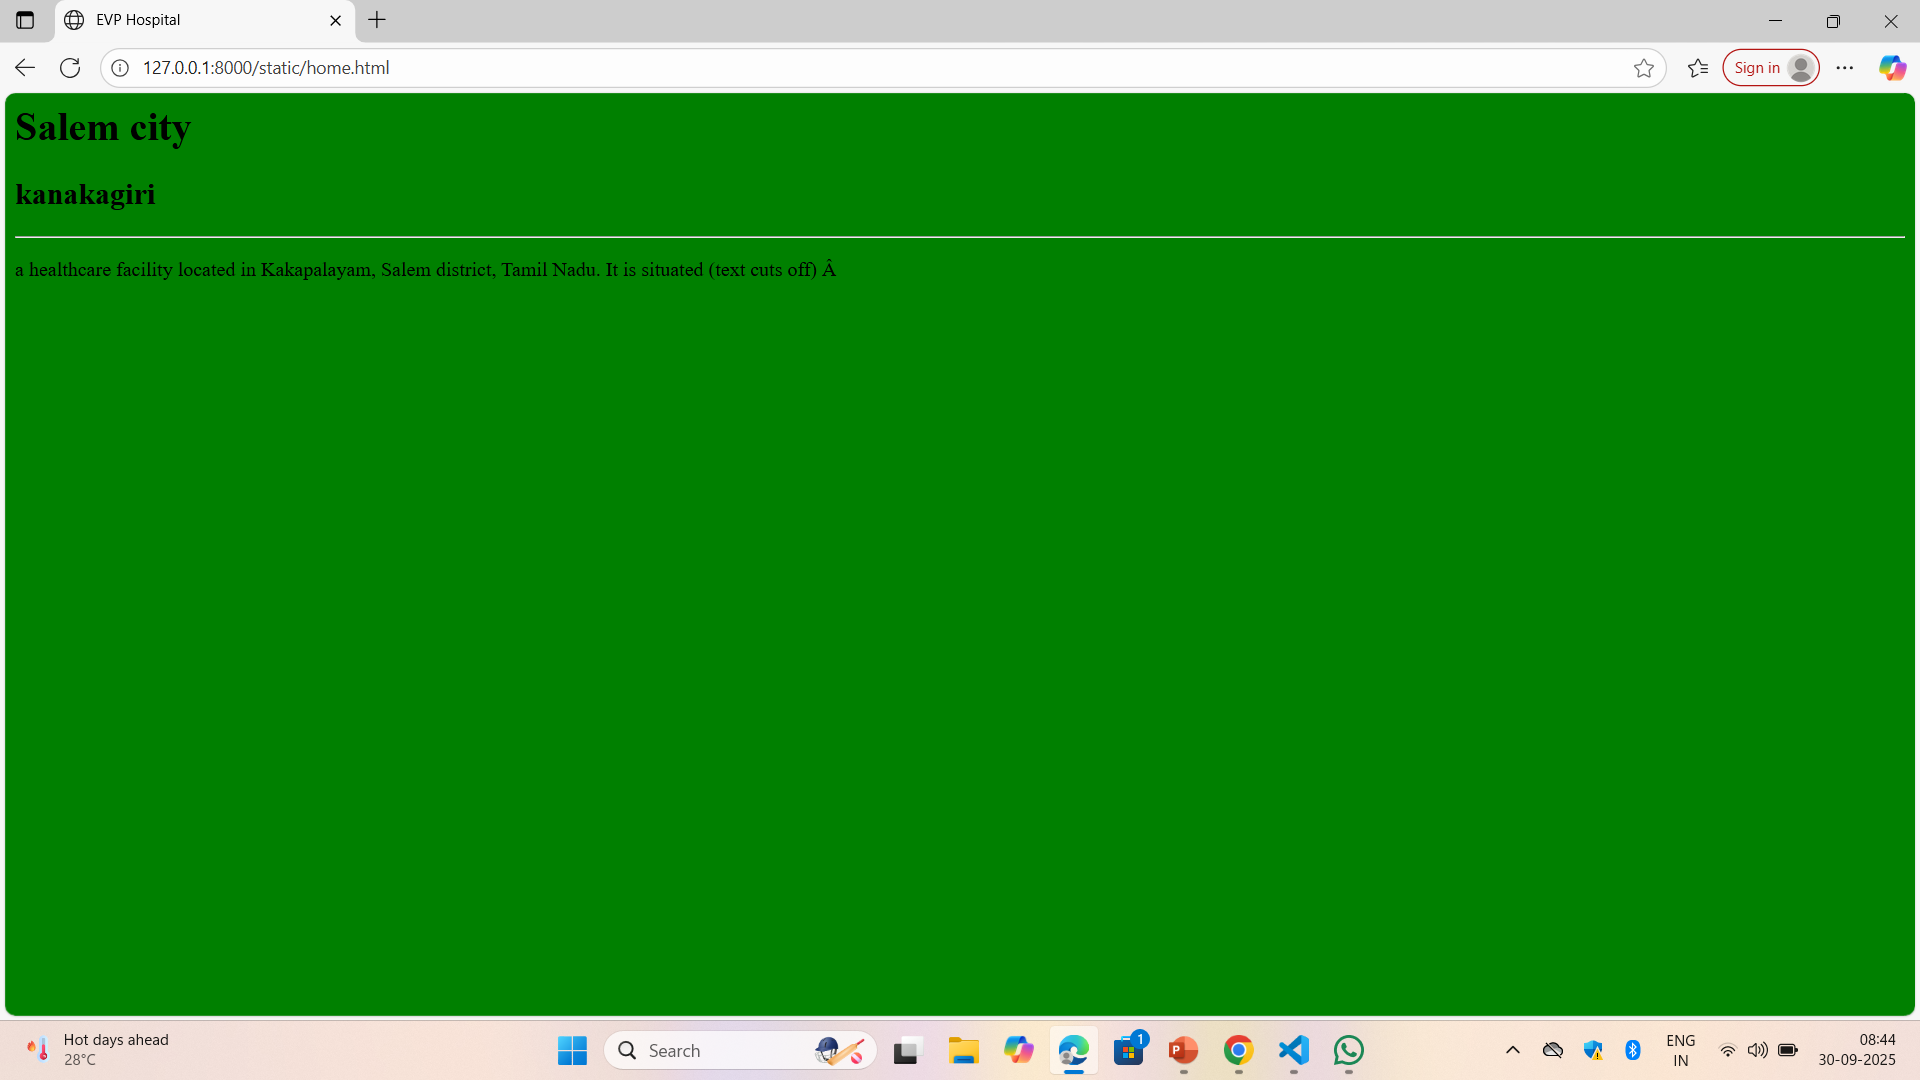 EVP Hospital
127.0.0.1:8000/static/home.html
Sign in
Salem city
kanakagiri
a healthcare facility located in Kakapalayam, Salem district, Tamil Nadu. It is situated (text cuts off) Â
Hot days ahead
28°C
Search
1
P
ENG
IN
08:44
30-09-2025